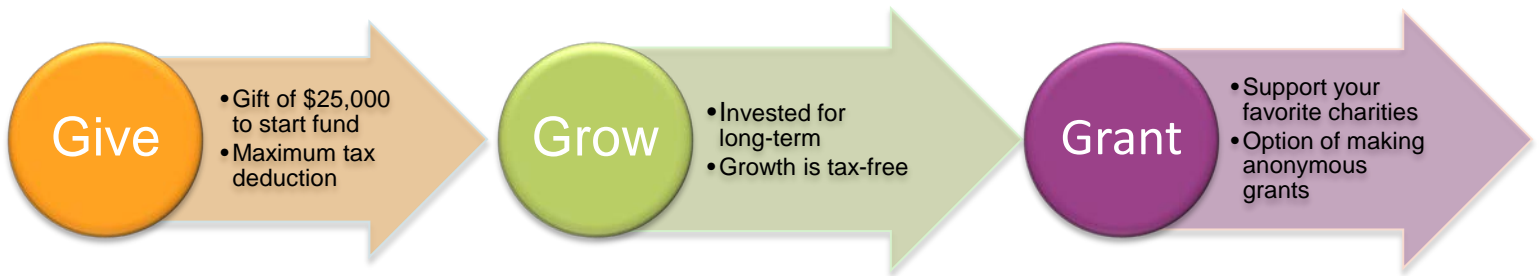 Give
•Gift of $25,000
to start fund
•Maximum tax
deduction
Grow
•Invested for
long-term
•Growth is tax-free
Grant
•Support your
favorite charities
•Option of making
anonymous
grants